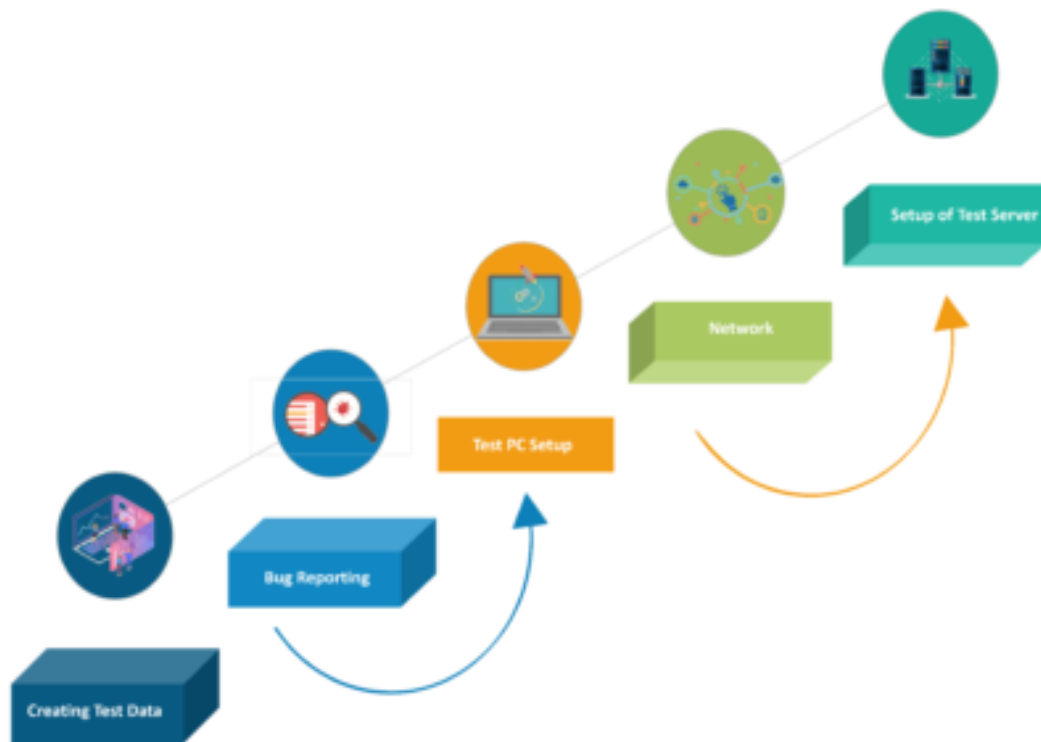 Setup of Test Server
Network
Test PC Setup
Bug Reporting
Creating Test Data